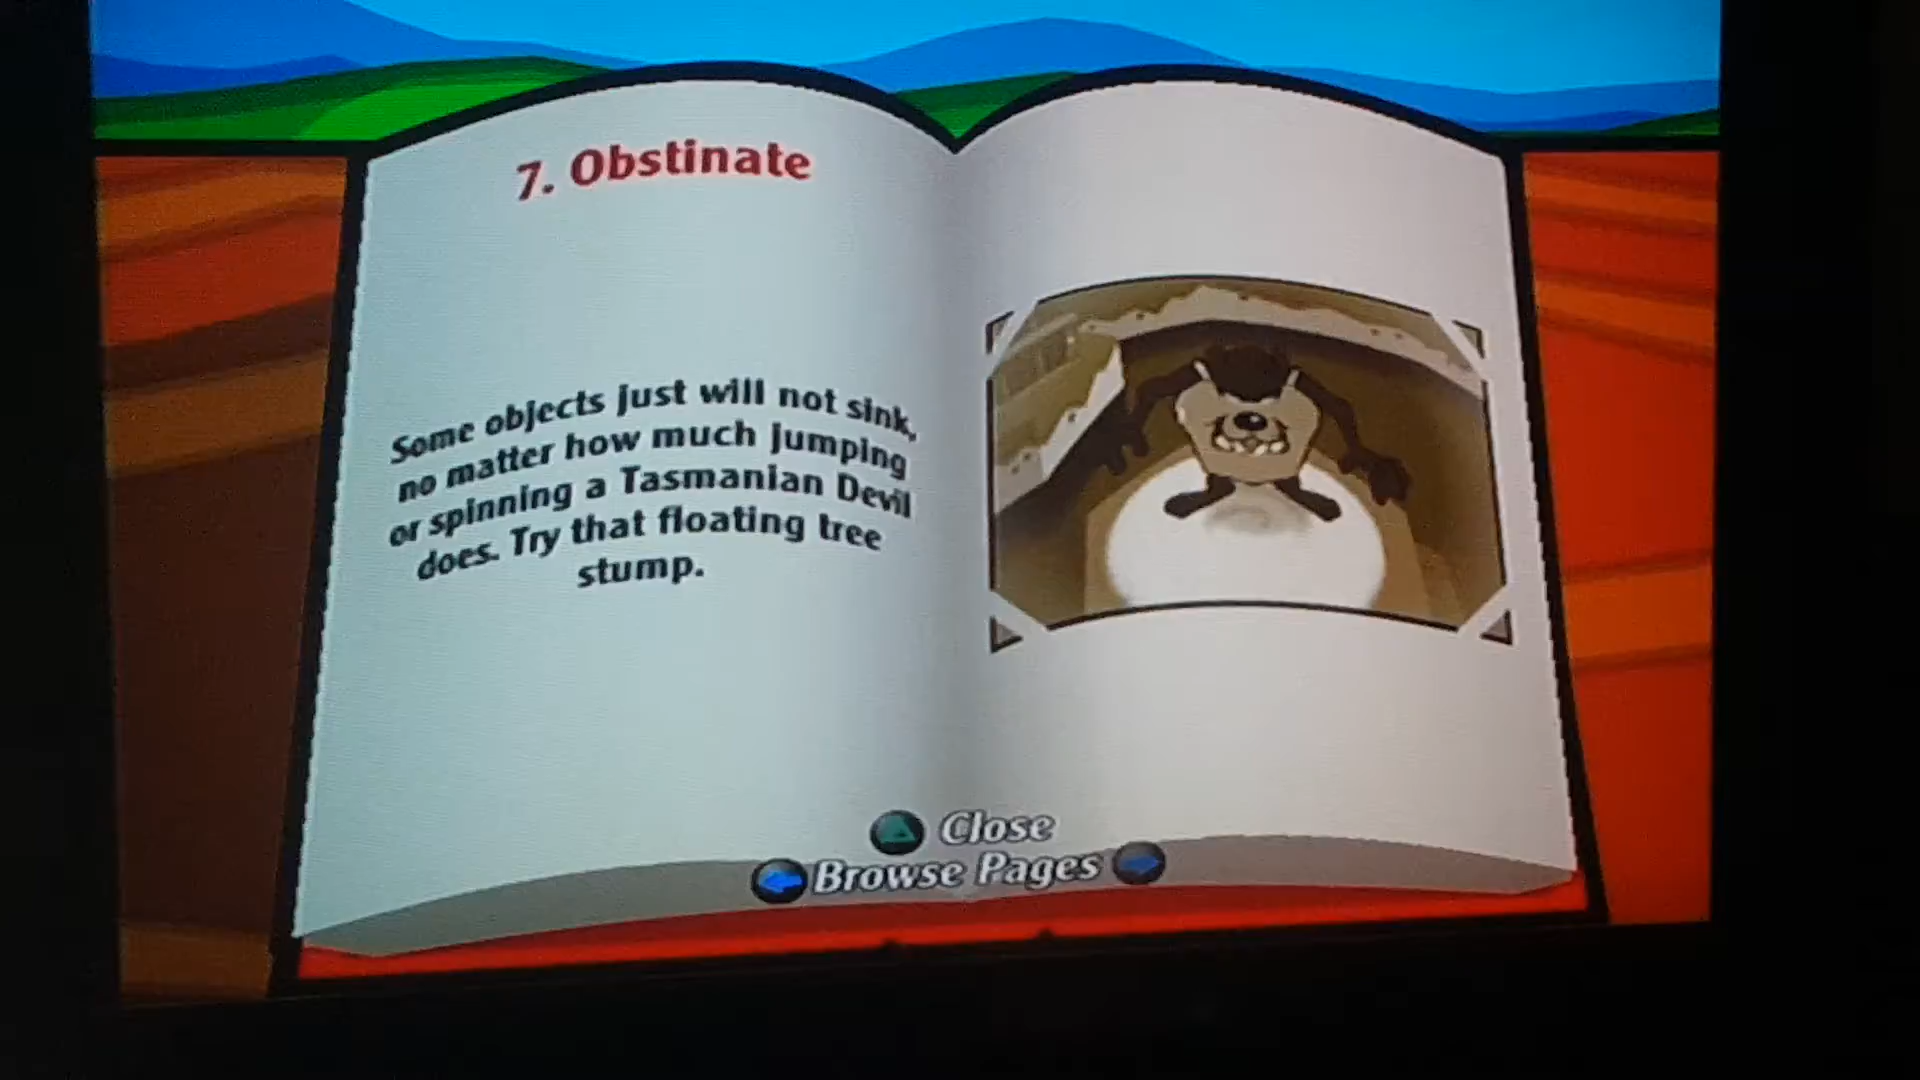 7. Obstinate
Some objects just will not sink,
no matter how much jumping
or spinning a Tasmanian Devil
does. Try that floating tree
stump.
Close
Browse Pages